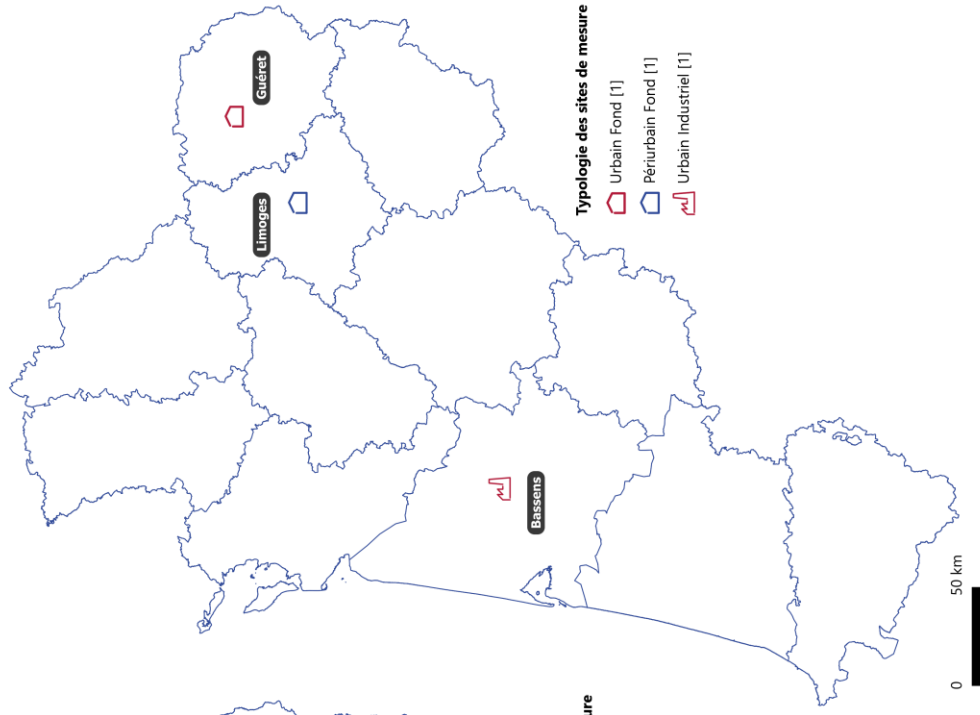 Guéret
Limoges
Bassens
Typologie des sites de mesure
Urbain Fond [1]
Périurbain Fond [1]
Urbain Industriel [1]
50 km
ure